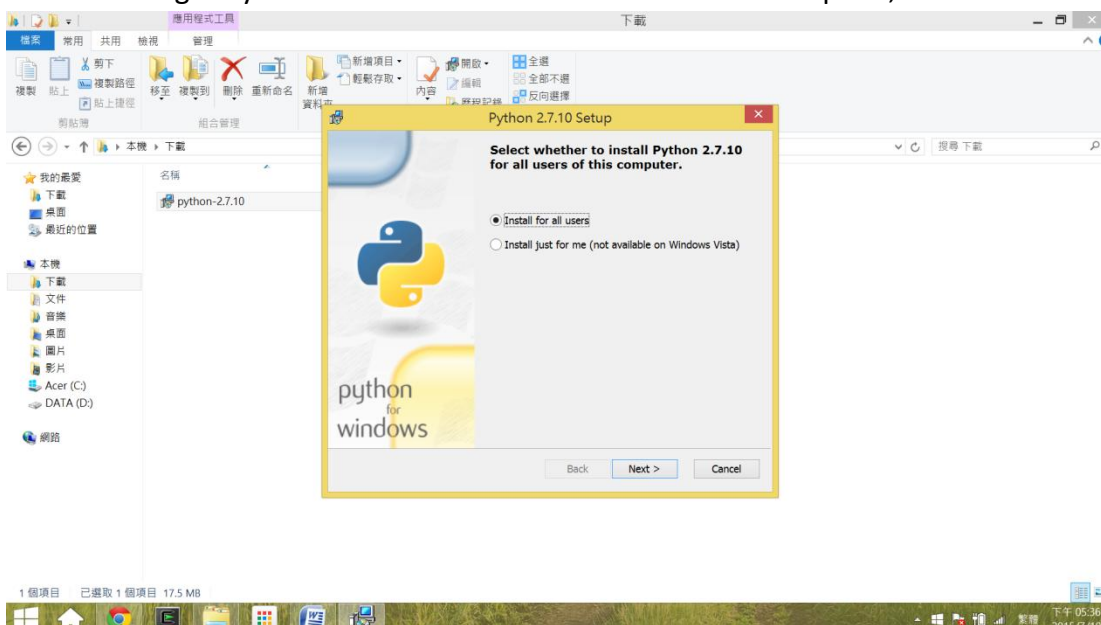 應用程式工具
下載
檔案 常用 共用 檢視 管理
複製
貼上
剪下
複製路徑
貼上捷徑
剪貼簿
移至 複製到 刪除 重新命名
組合管理
新增
新增項目
輕鬆存取
內容
開啟
編輯
歷程記錄
全選
全部不選
反向選擇
本機 下載
搜尋 下載
我的最愛
下載
桌面
最近的位置
本機
下載
文件
音樂
桌面
圖片
影片
Acer (C:)
DATA (D:)
網路
名稱
python-2.7.10
Python 2.7.10 Setup
Select whether to install Python 2.7.10
for all users of this computer.
Install for all users
Install just for me (not available on Windows Vista)
python
for
windows
Back Next > Cancel
1 個項目 已選取 1 個項目 17.5 MB
繁體
下午 05:36